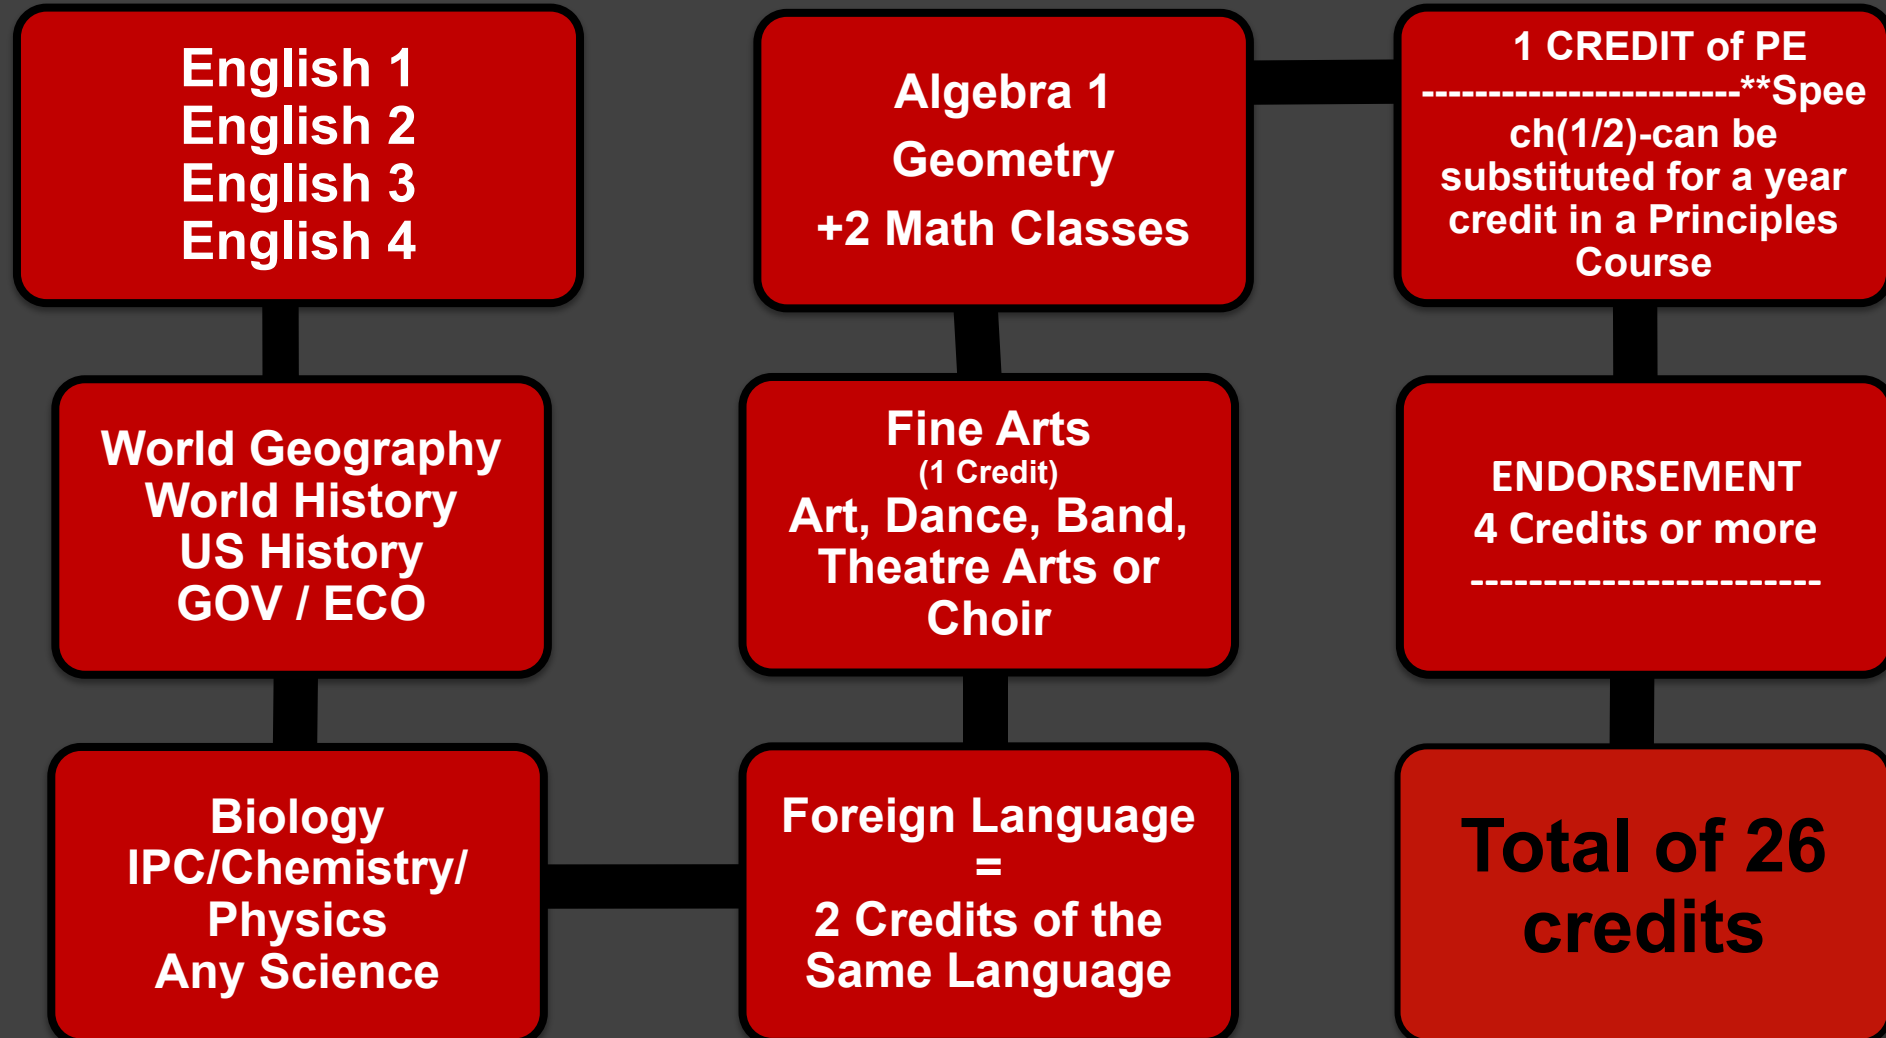 English 1
English 2
English 3
English 4
World Geography
World History
US History
GOV / ECO
Biology
IPC/Chemistry/
Physics
Any Science
Foreign Language
=
2 Credits of the
Same Language
Fine Arts
(1 Credit)
Art, Dance, Band,
Theatre Arts or
Choir
Algebra 1
Geometry
+2 Math Classes
1 CREDIT of PE
------------------------**Spee
ch(1/2)-can be
substituted for a year
credit in a Principles
Course
ENDORSEMENT
4 Credits or more
------------------------
Total of 26
credits